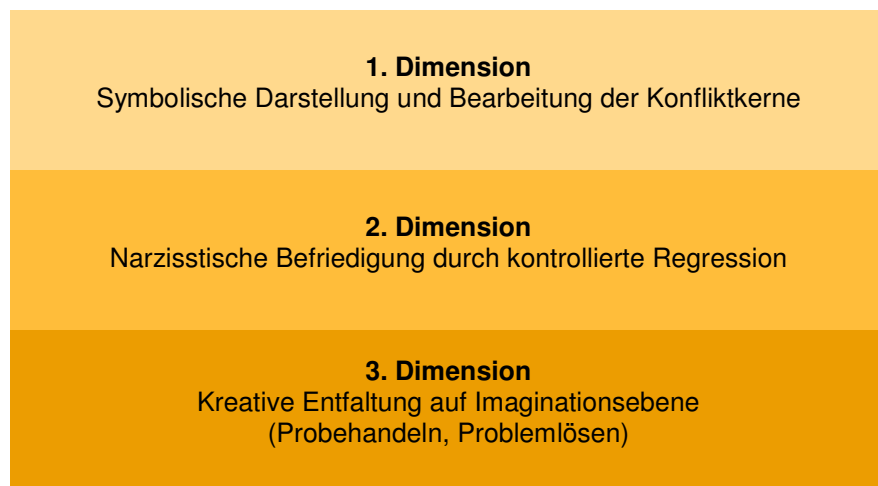 1. Dimension
Symbolische Darstellung und Bearbeitung der Konfliktkerne
2. Dimension
Narzisstische Befriedigung durch kontrollierte Regression
3. Dimension
Kreative Entfaltung auf Imaginationsebene
(Probehandeln, Problemlösen)